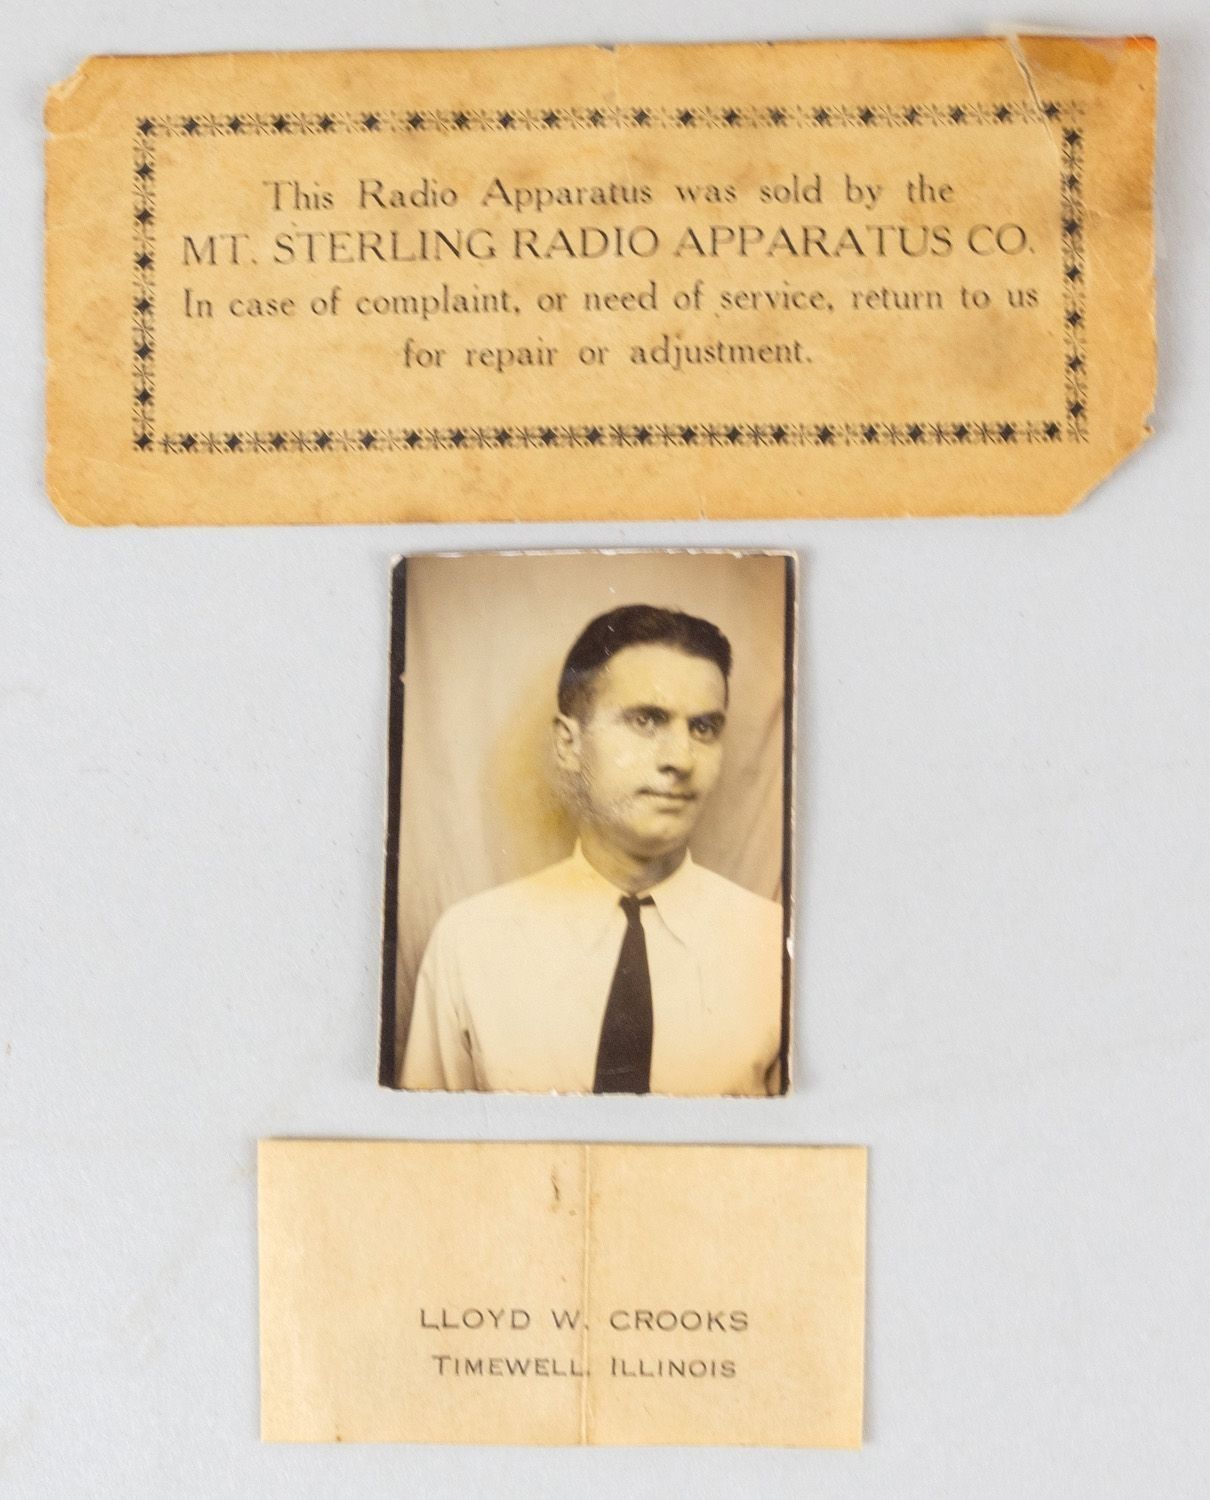 This Radio Apparatus was sold by the
MT. STERLING RADIO APPARATUS CO.
In case of complaint, or need of service, return to us
for repair or adjustment.
LLOYD W. CROOKS
TIMEWELL, ILLINOIS